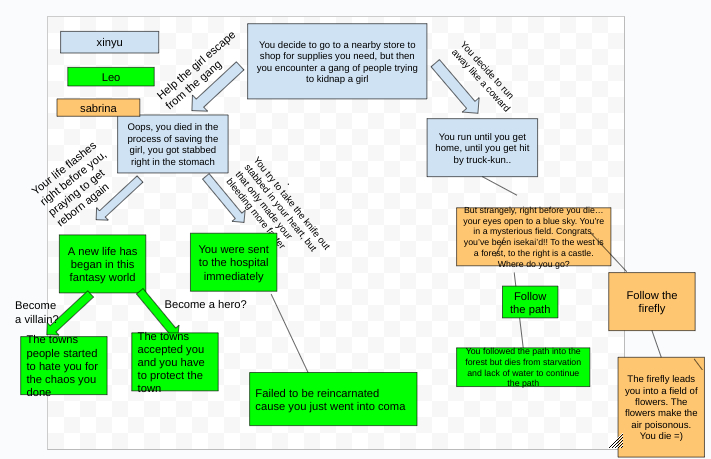 xinyu
Leo
sabrina
Help the girl escape
from the gang
You decide to go to a nearby store to
shop for supplies you need, but then
you encounter a gang of people trying
to kidnap a girl
You decide to run
away like a coward
Oops, you died in the
process of saving the
girl, you got stabbed
right in the stomach
You run until you get
home, until you get hit
by truck-kun..
Your life flashes
right before you,
praying to get
reborn again
You try to take the knife out
stabbed in your heart, but
that only made your
bleeding more
But strangely, right before you die…
your eyes open to a blue sky. You're
in a mysterious field. Congrats,
you've been isekai'd!! To the west is
a forest, to the right is a castle.
Where do you go?
A new life has
began in this
fantasy world
You were sent
to the hospital
immediately
Follow
the path
Follow the
firefly
Become
a villain?
Become a hero?
The towns
people started
to hate you for
the chaos you
done
The towns
accepted you
and you have
to protect the
town
You followed the path into the
forest but dies from starvation
and lack of water to continue
the path
Failed to be reincarnated
cause you just went into coma
The firefly leads
you into a field of
flowers. The
flowers make the
air poisonous.
You die =)